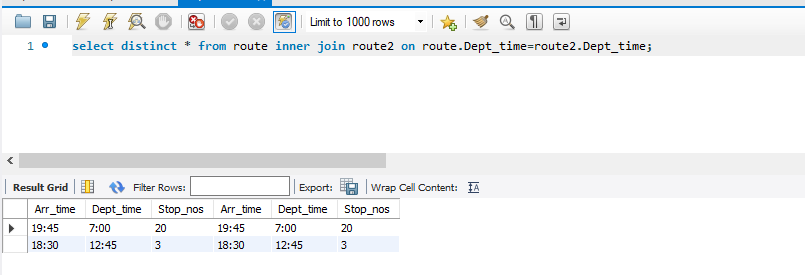 Limit to 1000 rows
1 select distinct * from route inner join route2 on route.Dept_time=route2.Dept_time;
Result Grid Filter Rows: Export: Wrap Cell Content:
Arr_time Dept_time Stop_nos Arr_time Dept_time Stop_nos
19:45 7:00 20 19:45 7:00 20
18:30 12:45 3 18:30 12:45 3